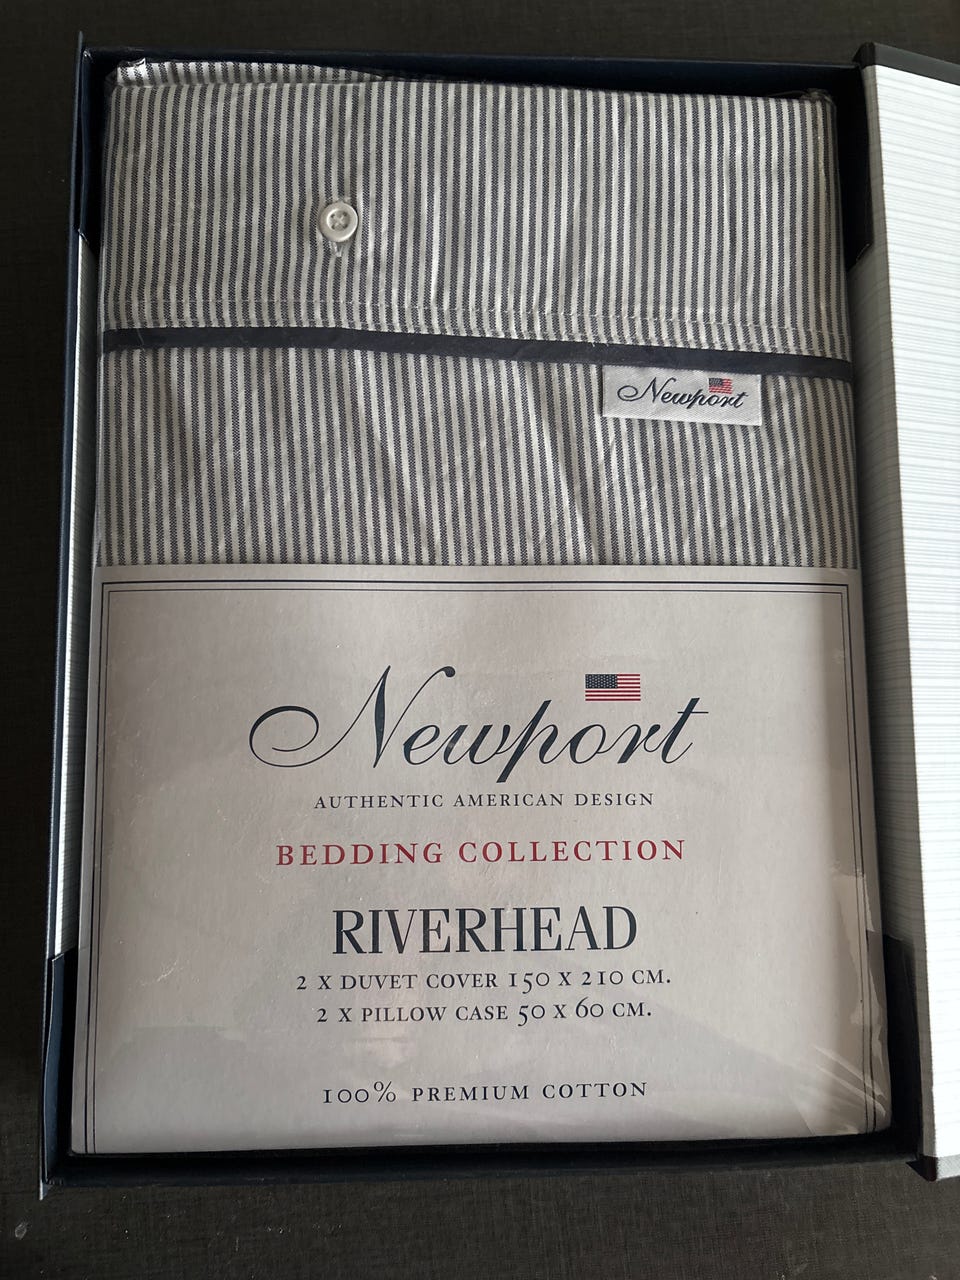 Newport
Newport
AUTHENTIC AMERICAN DESIGN
BEDDING COLLECTION
RIVERHEAD
2 X DUVET COVER 150 X 210 CM.
2 X PILLOW CASE 50 X 60 CM.
100% PREMIUM COTTON